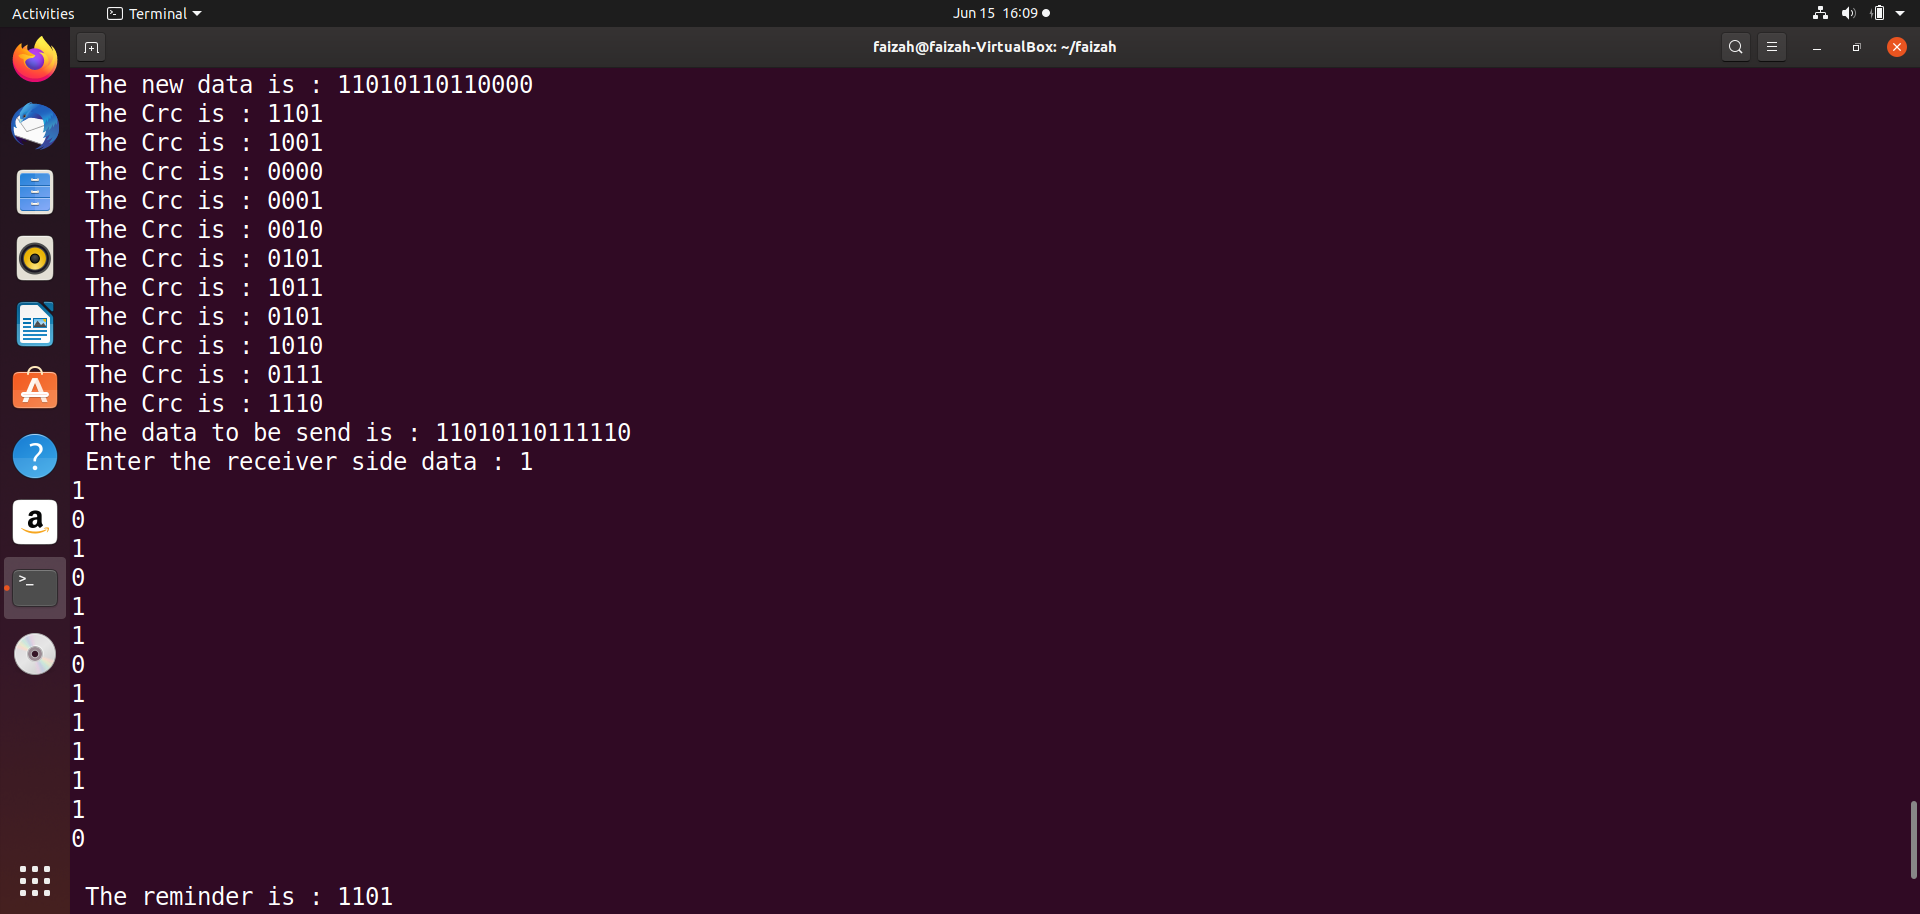 Activities Terminal Jun 15 16:09
faizah@faizah-VirtualBox: ~/faizah
The new data is : 11010110110000
The Crc is : 1101
The Crc is : 1001
The Crc is : 0000
The Crc is : 0001
The Crc is : 0010
The Crc is : 0101
The Crc is : 1011
The Crc is : 0101
The Crc is : 1010
The Crc is : 0111
The Crc is : 1110
The data to be send is : 11010110111110
Enter the receiver side data : 1
1
0
1
0
1
1
0
1
1
1
1
1
0
The reminder is : 1101